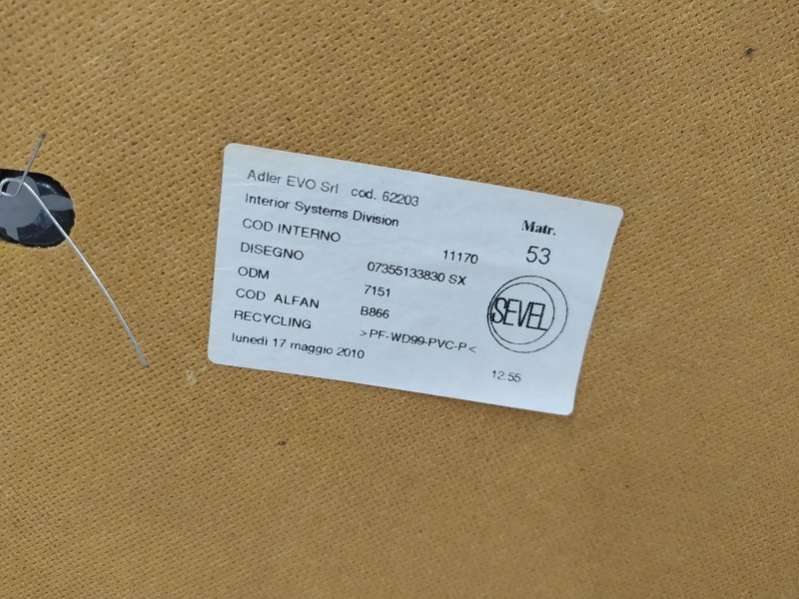 Adler EVO Srl cod. 62203
Interior Systems Division
Matr.
COD INTERNO 11170 53
DISEGNO 07355133830 SX
ODM 7151
COD ALFAN B866
SEVEL
RECYCLING >PF-WD99-PVC-P<
lunedì 17 maggio 2010 12:55